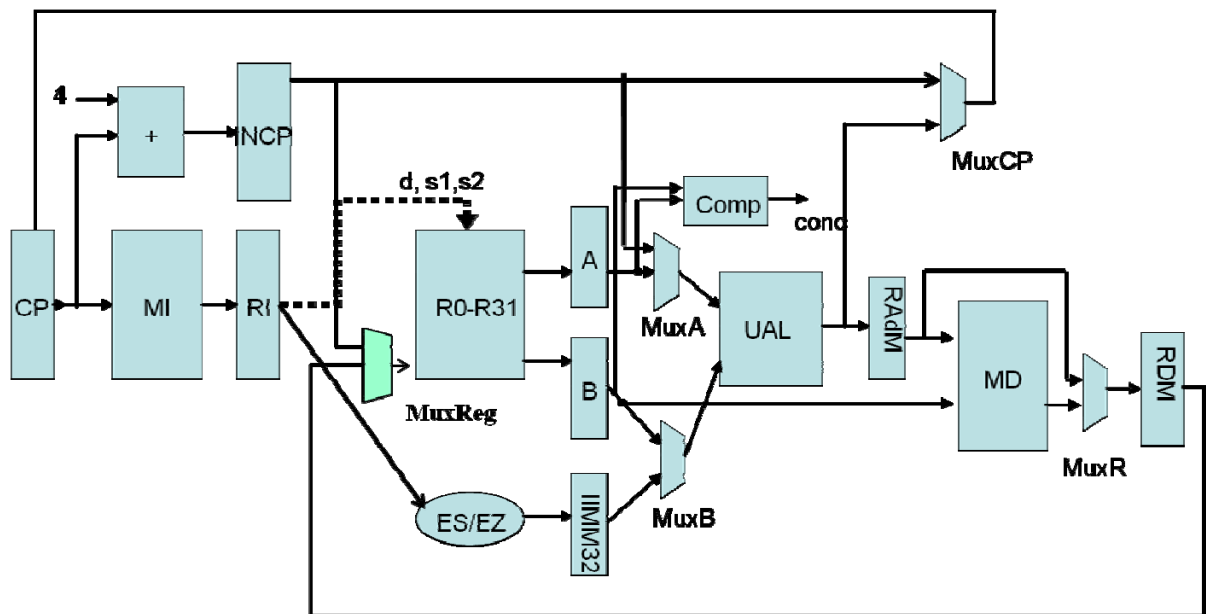 4
+
INCP
MuxCP
d, s1,s2
Comp
conc
CP
MI
RI
R0-R31
A
MuxA
UAL
RAdM
MD
RDM
MuxReg
B
MuxB
MuxR
ES/EZ
IIMM32